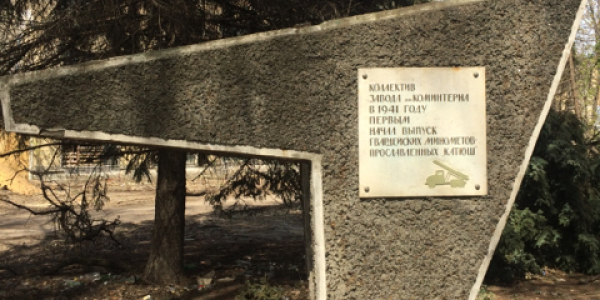 КОЛЛЕКТИВ
ЗАВОДА им КОМИНТЕРНА
В 1941 ГОДУ
ПЕРВЫМ
НАЧАЛ ВЫПУСК
ГВАРДЕЙСКИХ МИНОМЕТОВ
ПРОСЛАВЛЕННЫХ КАТЮШ